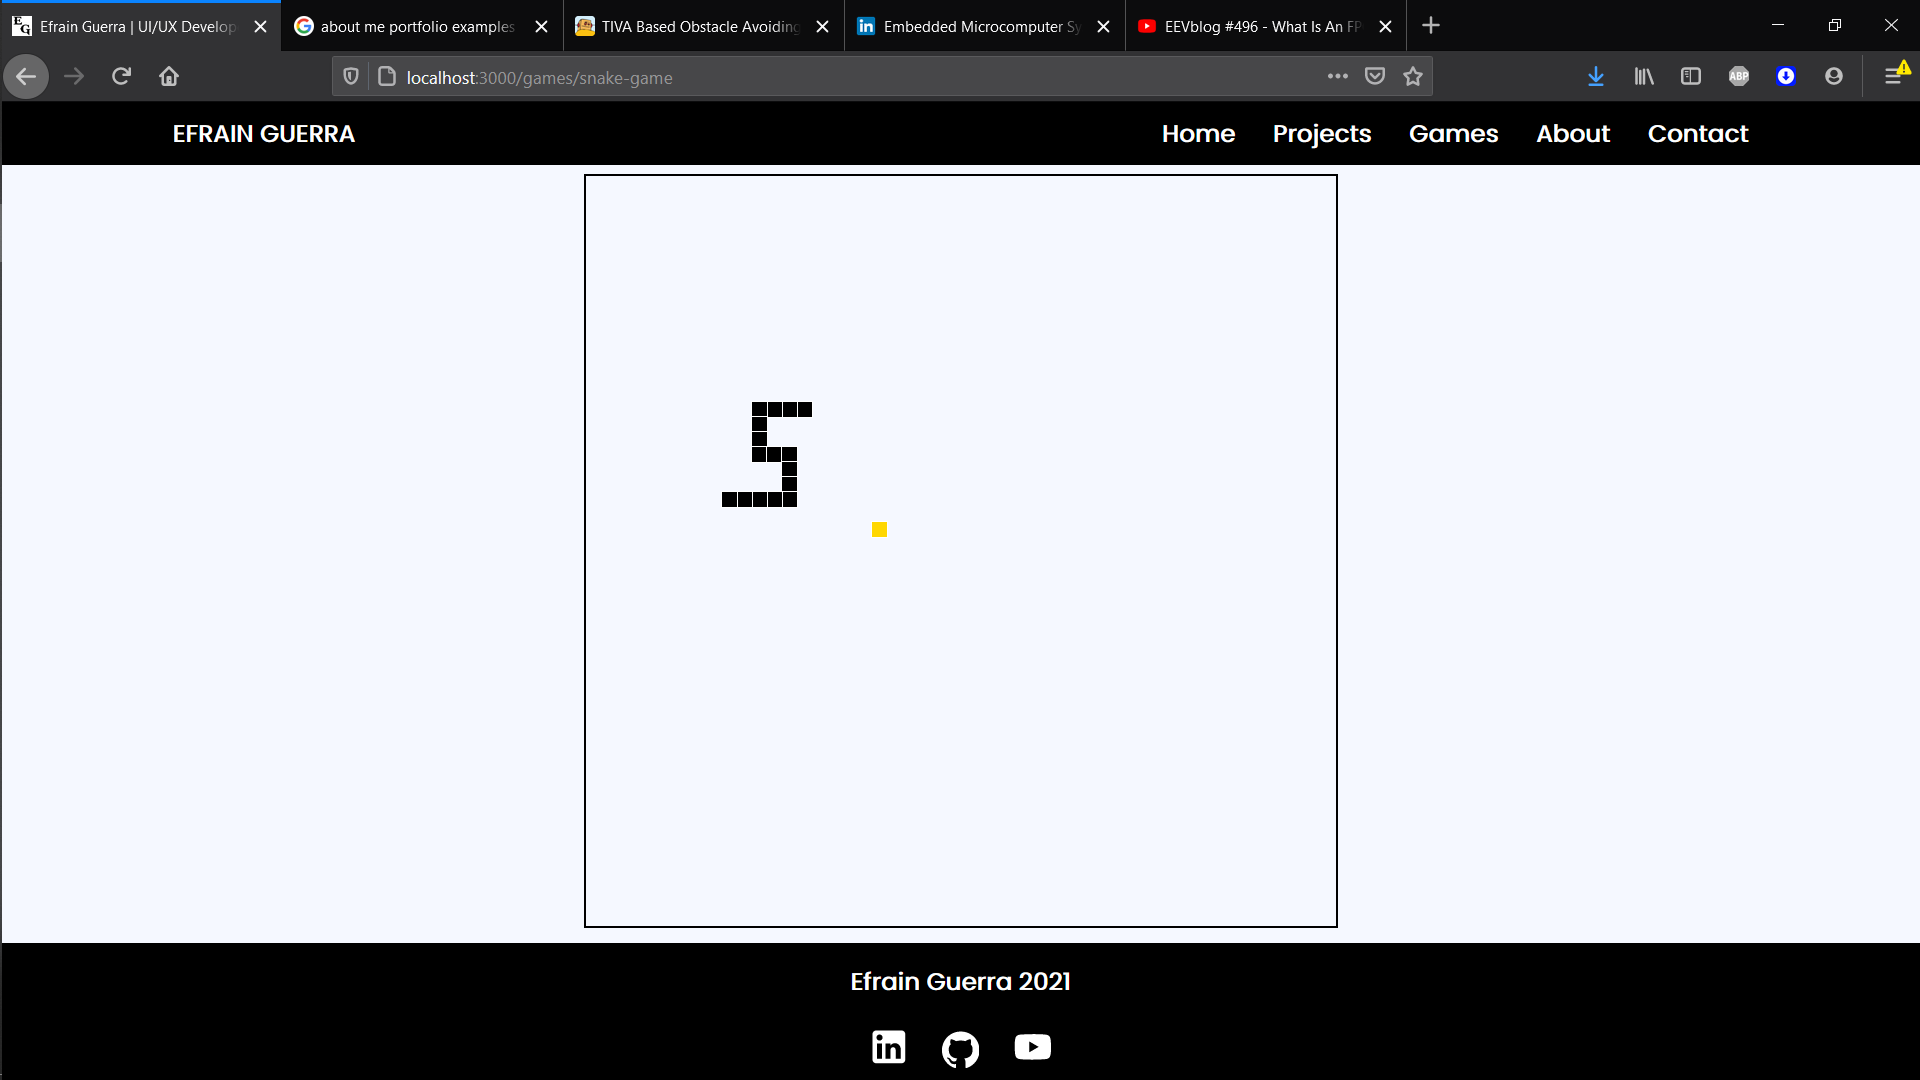 Efrain Guerra | UI/UX Develop
about me portfolio examples
TIVA Based Obstacle Avoiding
Embedded Microcomputer Sy
EEVblog #496 - What Is An FP
localhost:3000/games/snake-game
ABP
EFRAIN GUERRA
Home
Projects
Games
About
Contact
Efrain Guerra 2021